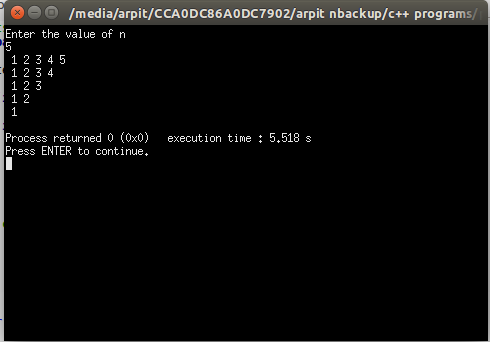 /media/arpit/CCA0DC86A0DC7902/arpit nbackup/c++ programs/
Enter the value of n
5
1 2 3 4 5
1 2 3 4
1 2 3
1 2
1
Process returned 0 (0x0)   execution time : 5.518 s
Press ENTER to continue.